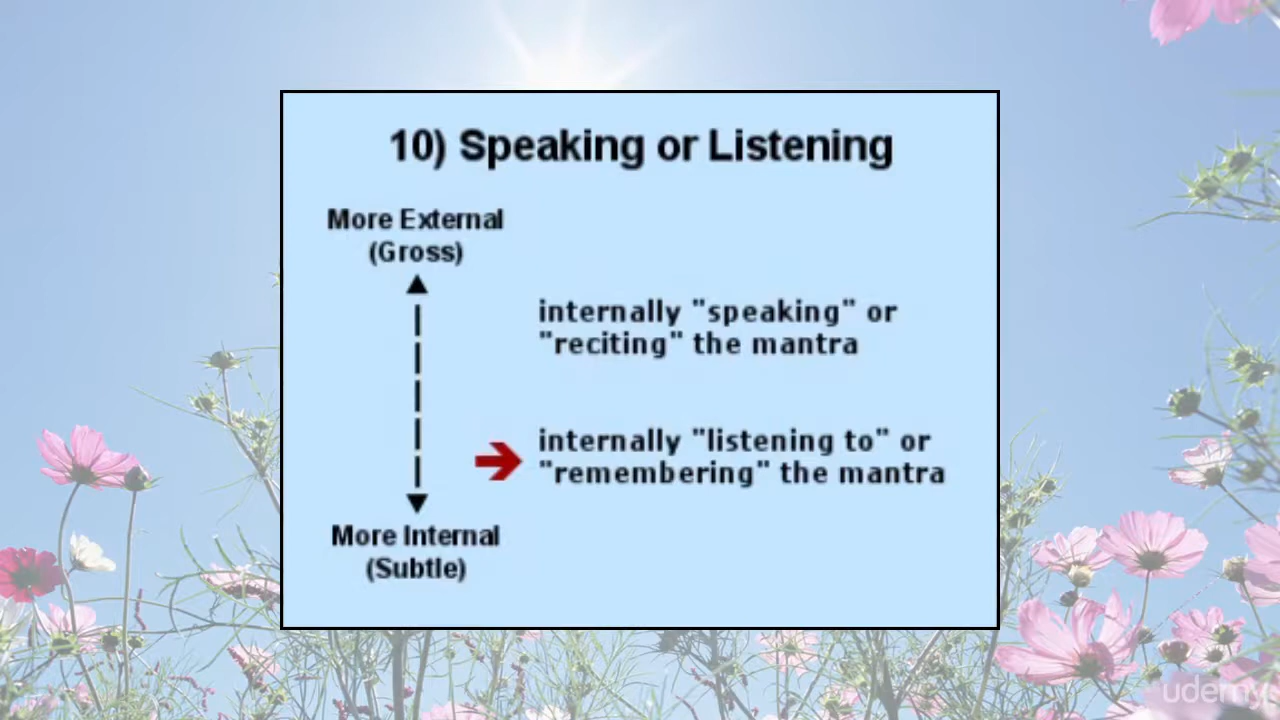 10) Speaking or Listening
More External
(Gross)
internally "speaking" or
"reciting" the mantra
internally "listening to" or
"remembering" the mantra
More Internal
(Subtle)
udemy